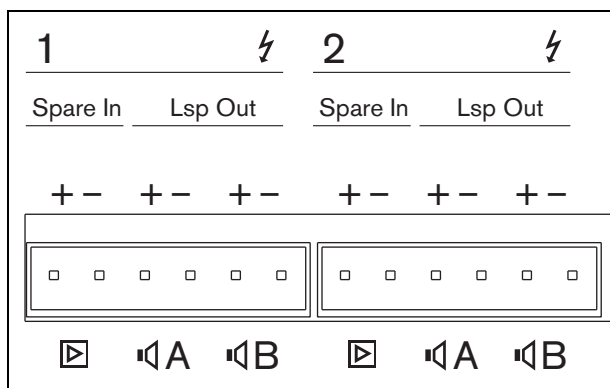 1 2
Spare In Lsp Out Spare In Lsp Out
+ − + − + − + − + − + −
A B A B